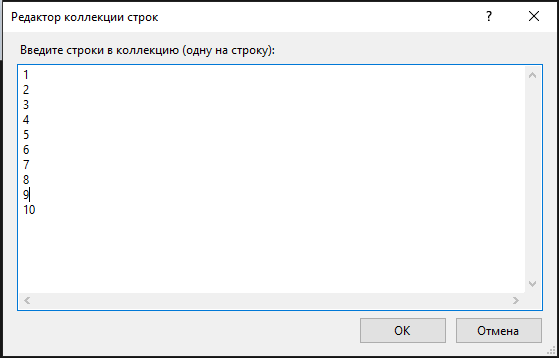 Редактор коллекции строк
?
Введите строки в коллекцию (одну на строку):
1
2
3
4
5
6
7
8
9
10
ОК
Отмена